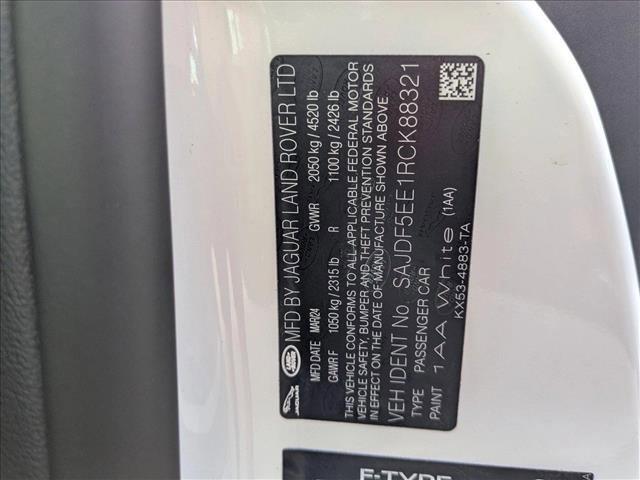 JAGUAR
LAND ROVER
MFD BY JAGUAR LAND ROVER LTD
MFD DATE MAR24 GVWR 2050 kg / 4520 lb
GAWR F 1050 kg / 2315 lb R 1100 kg / 2426 lb
THIS VEHICLE CONFORMS TO ALL APPLICABLE FEDERAL MOTOR
VEHICLE SAFETY, BUMPER AND THEFT PREVENTION STANDARDS
IN EFFECT ON THE DATE OF MANUFACTURE SHOWN ABOVE.
VEH IDENT No. SAJDF5EE1RCK88321
TYPE PASSENGER CAR
PAINT 1AA White (1AA)
KX53-4883-TA
F-TYPE